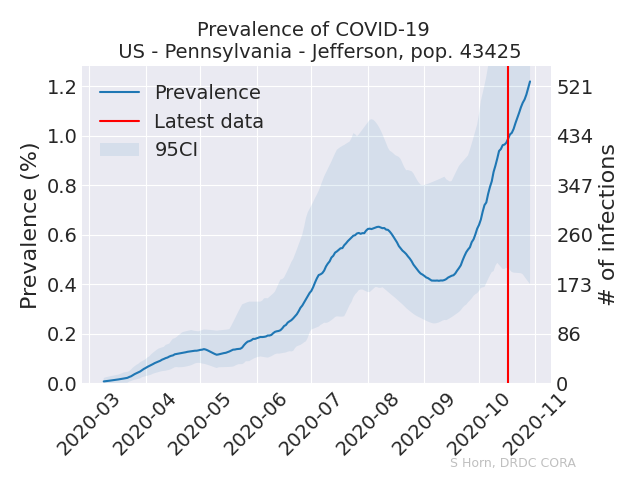 Prevalence of COVID-19
US - Pennsylvania - Jefferson, pop. 43425
Prevalence
Latest data
95CI
Prevalence (%)
1.2
1.0
0.8
0.6
0.4
0.2
0.0
521
434
347
260
173
86
0
# of infections
2020-03
2020-04
2020-05
2020-06
2020-07
2020-08
2020-09
2020-10
2020-11
S Horn, DRDC CORA